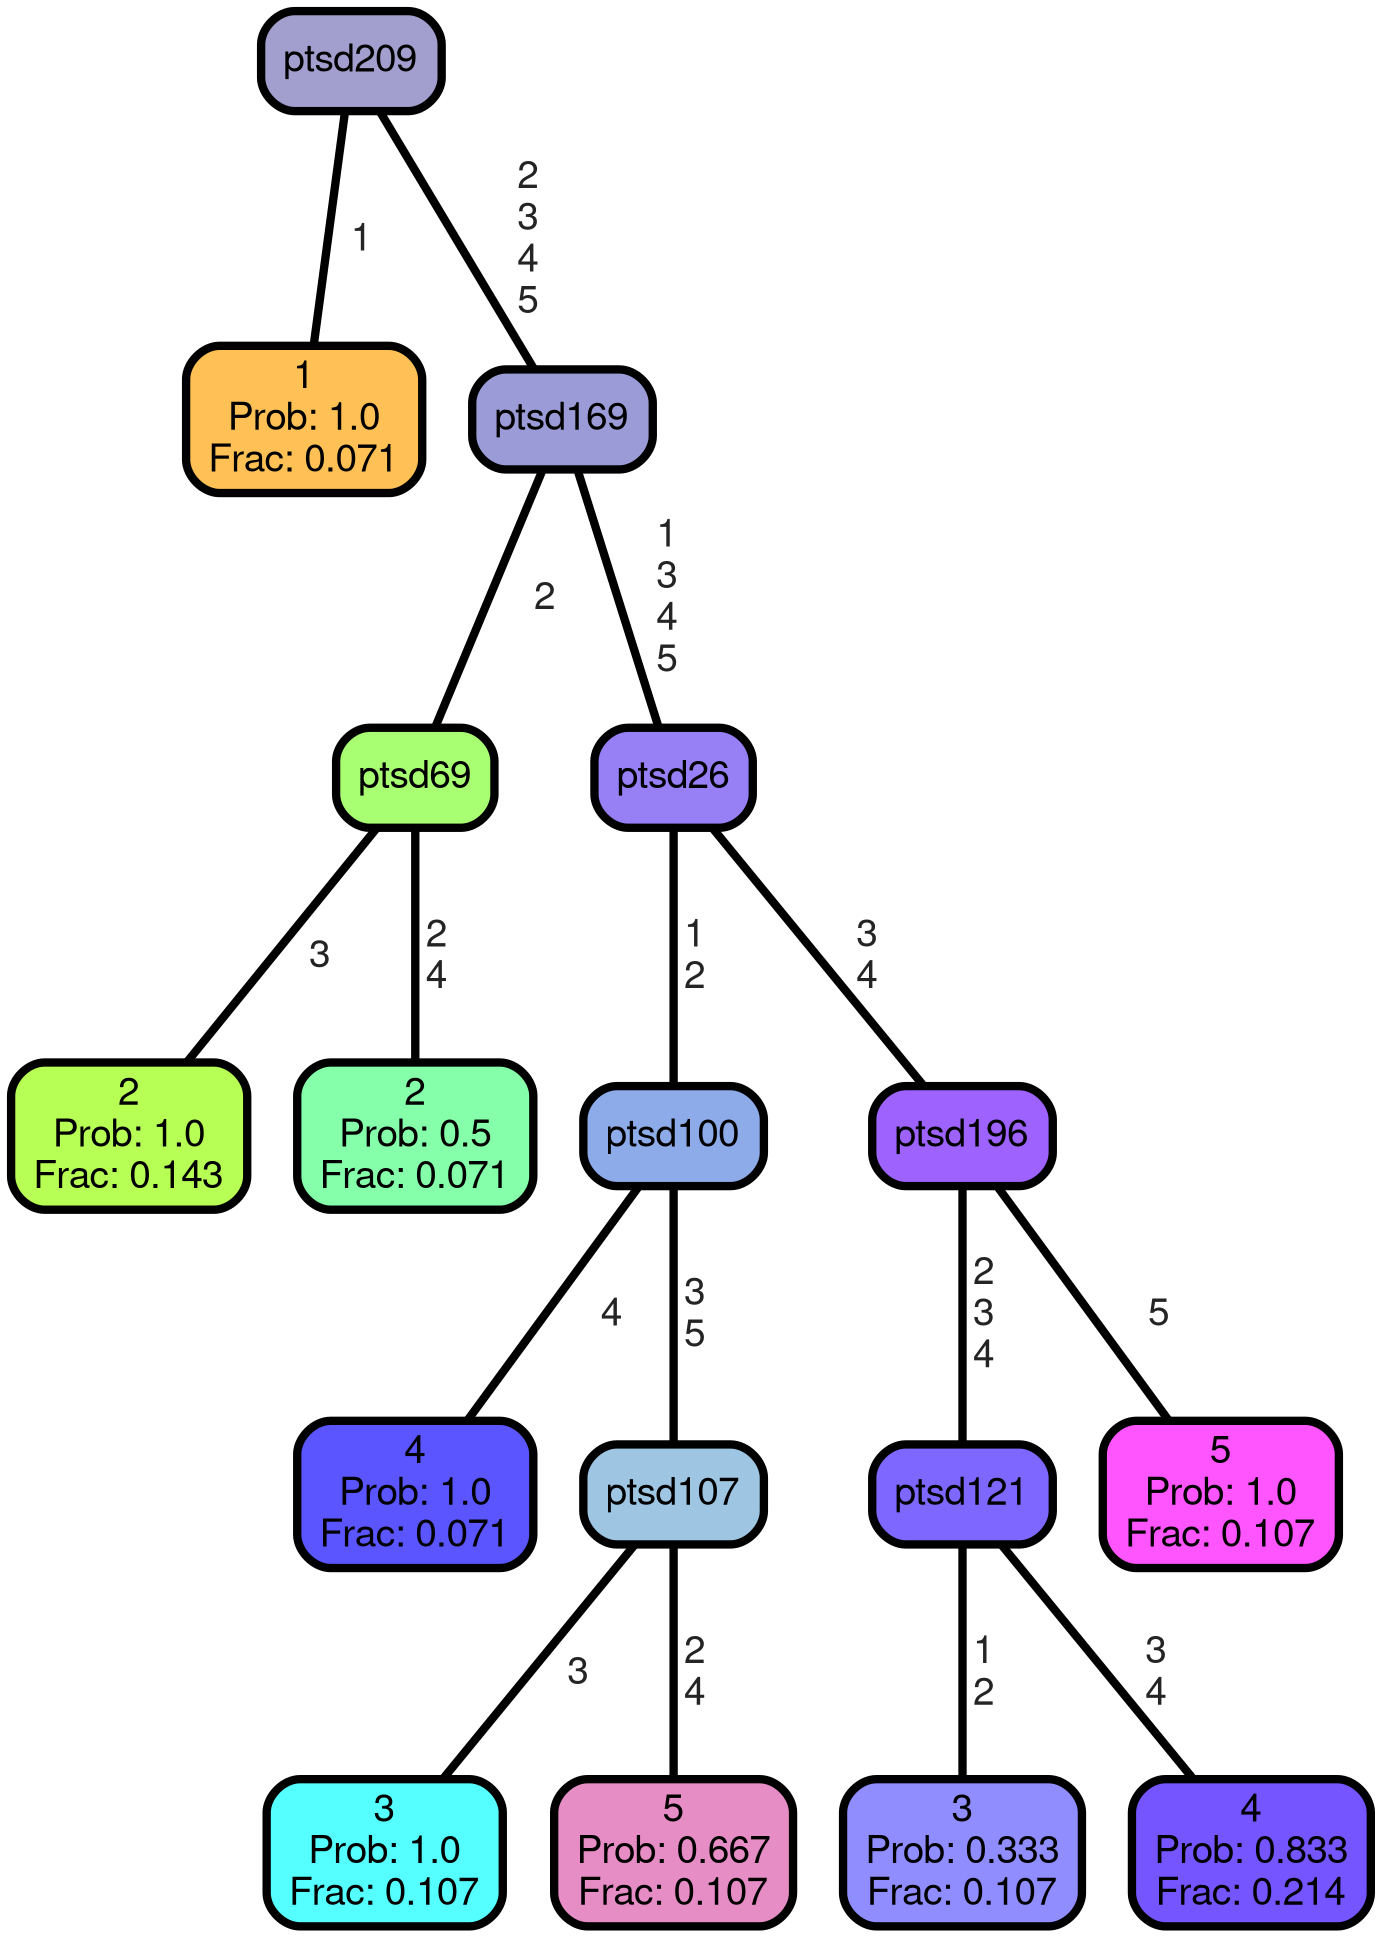 ptsd209
1
2
3
4
5
1
Prob: 1.0
Frac: 0.071
ptsd169
2
1
3
4
5
ptsd69
ptsd26
3
2
4
1
2
3
4
2
Prob: 1.0
Frac: 0.143
2
Prob: 0.5
Frac: 0.071
ptsd100
ptsd196
4
3
5
2
3
4
5
4
Prob: 1.0
Frac: 0.071
ptsd107
ptsd121
5
Prob: 1.0
Frac: 0.107
3
2
4
1
2
3
4
3
Prob: 1.0
Frac: 0.107
5
Prob: 0.667
Frac: 0.107
3
Prob: 0.333
Frac: 0.107
4
Prob: 0.833
Frac: 0.214